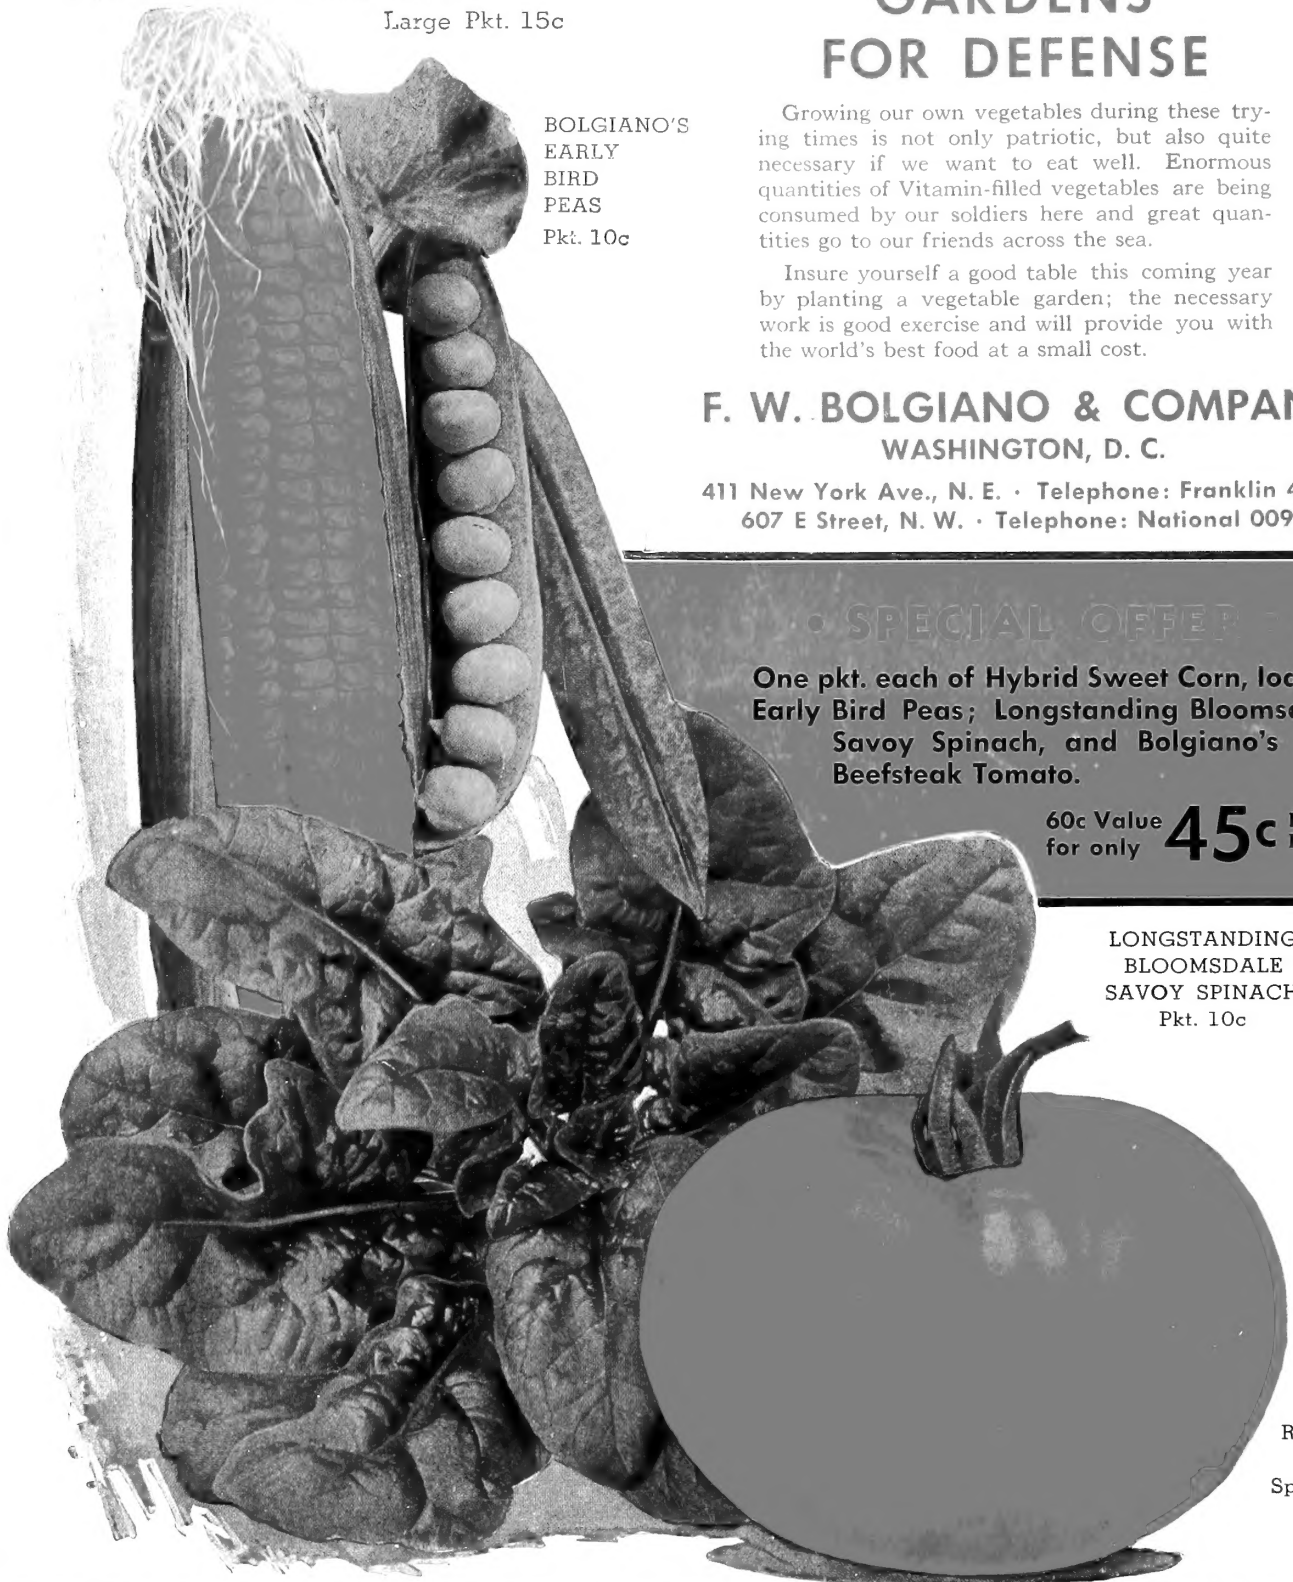 Large Pkt. 15c
GARDENS
FOR DEFENSE
BOLGIANO'S
EARLY
BIRD
PEAS
Pkt. 10c
Growing our own vegetables during these try-
ing times is not only patriotic, but also quite
necessary if we want to eat well. Enormous
quantities of Vitamin-filled vegetables are being
consumed by our soldiers here and great quan-
tities go to our friends across the sea.
Insure yourself a good table this coming year
by planting a vegetable garden; the necessary
work is good exercise and will provide you with
the world's best food at a small cost.
F. W. BOLGIANO & COMPAN
WASHINGTON, D. C.
411 New York Ave., N. E. · Telephone: Franklin
607 E Street, N. W. · Telephone: National 009
• SPECIAL OFFER
One pkt. each of Hybrid Sweet Corn,
Early Bird Peas; Longstanding
Savoy Spinach, and Bolgiano's
Beefsteak Tomato.
60c Value
for only 45c
LONGSTANDING
BLOOMSDALE
SAVOY SPINACH
Pkt. 10c